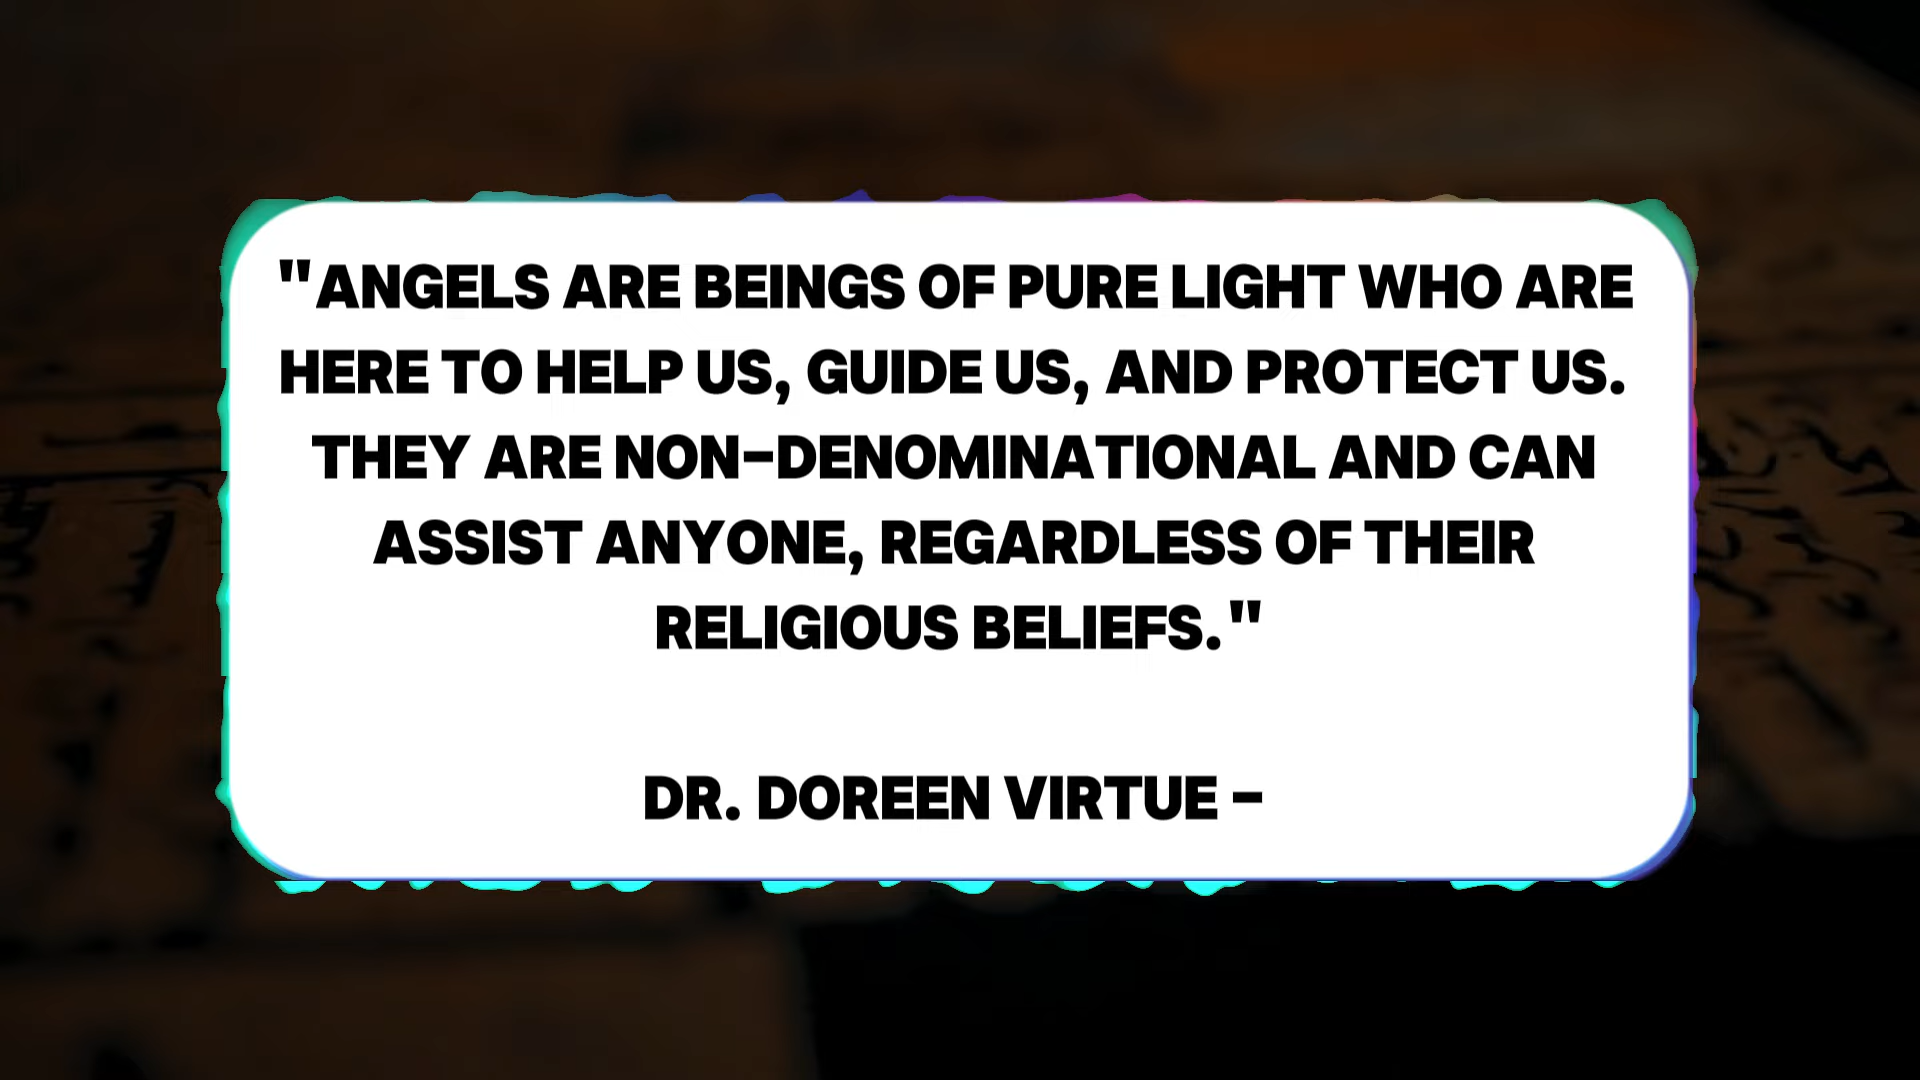 "ANGELS ARE BEINGS OF PURE LIGHT WHO ARE
HERE TO HELP US, GUIDE US, AND PROTECT US.
THEY ARE NON-DENOMINATIONAL AND CAN
ASSIST ANYONE, REGARDLESS OF THEIR
RELIGIOUS BELIEFS."
DR. DOREEN VIRTUE -